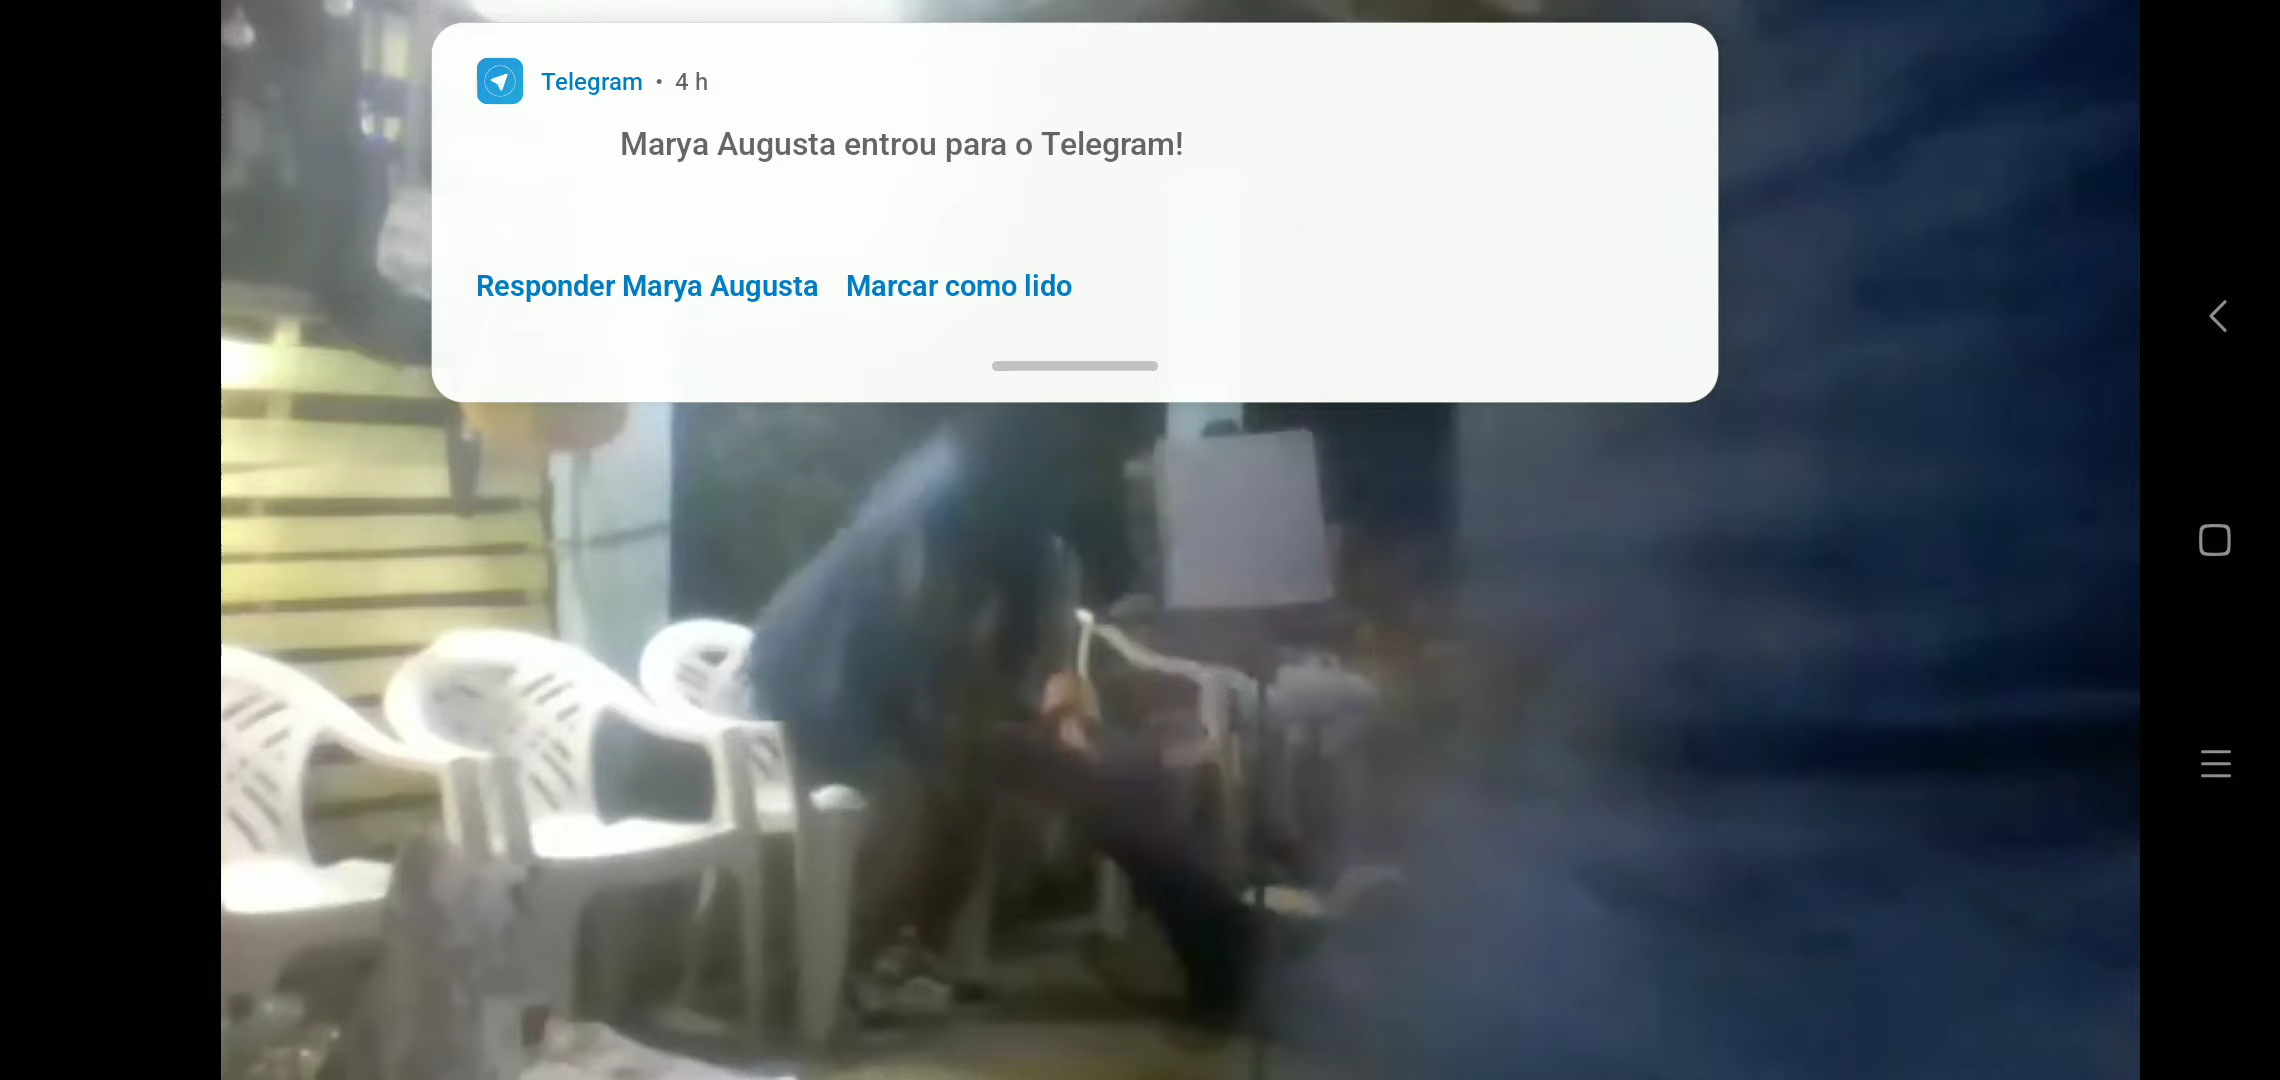 Telegram • 4 h
Marya Augusta entrou para o Telegram!
Responder Marya Augusta Marcar como lido